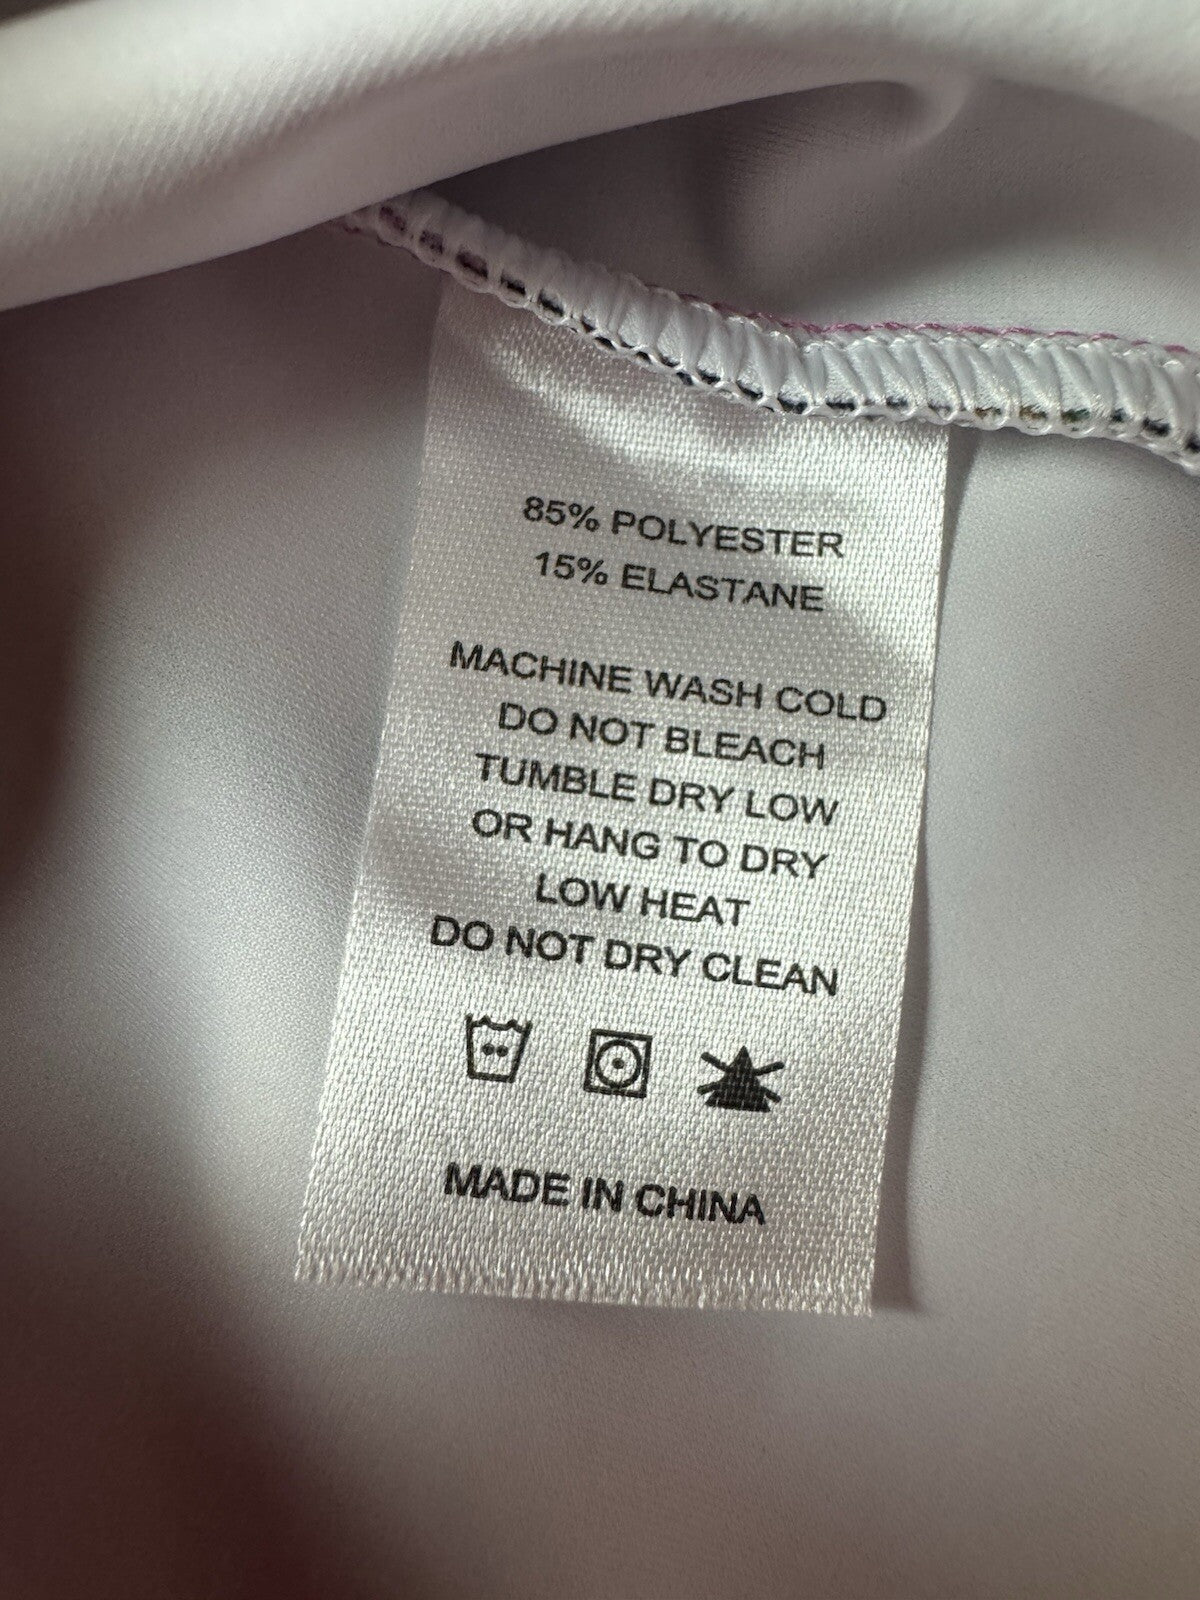 85% POLYESTER
15% ELASTANE
MACHINE WASH COLD
DO NOT BLEACH
TUMBLE DRY LOW
OR HANG TO DRY
LOW HEAT
DO NOT DRY CLEAN
MADE IN CHINA